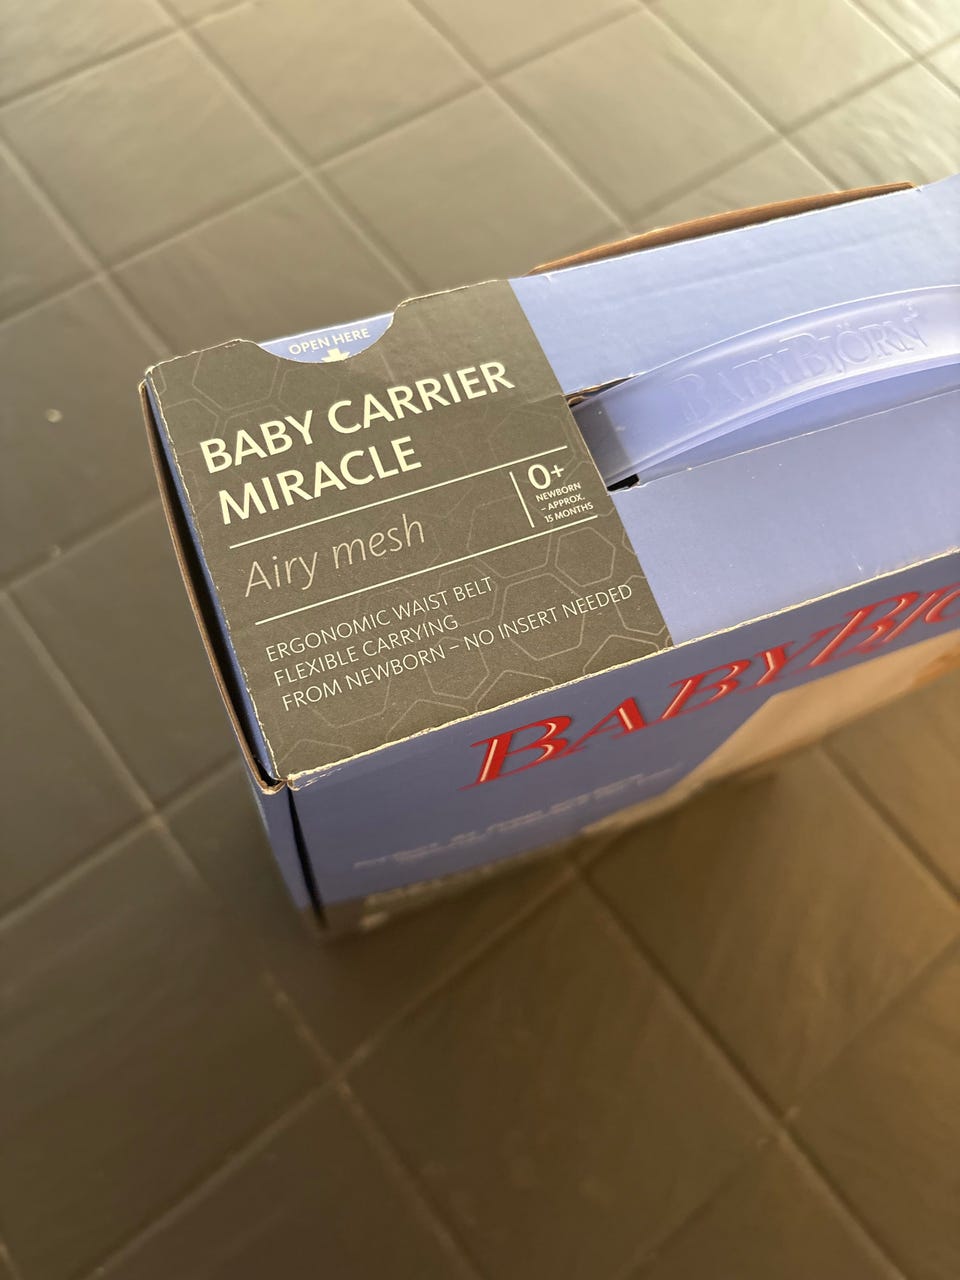 OPEN HERE
BABY CARRIER
MIRACLE
Airy mesh
0+
NEWBORN
– APPROX.
15 MONTHS
ERGONOMIC WAIST BELT
FLEXIBLE CARRYING
FROM NEWBORN – NO INSERT NEEDED
BABYBJÖRN
BABYBJÖ